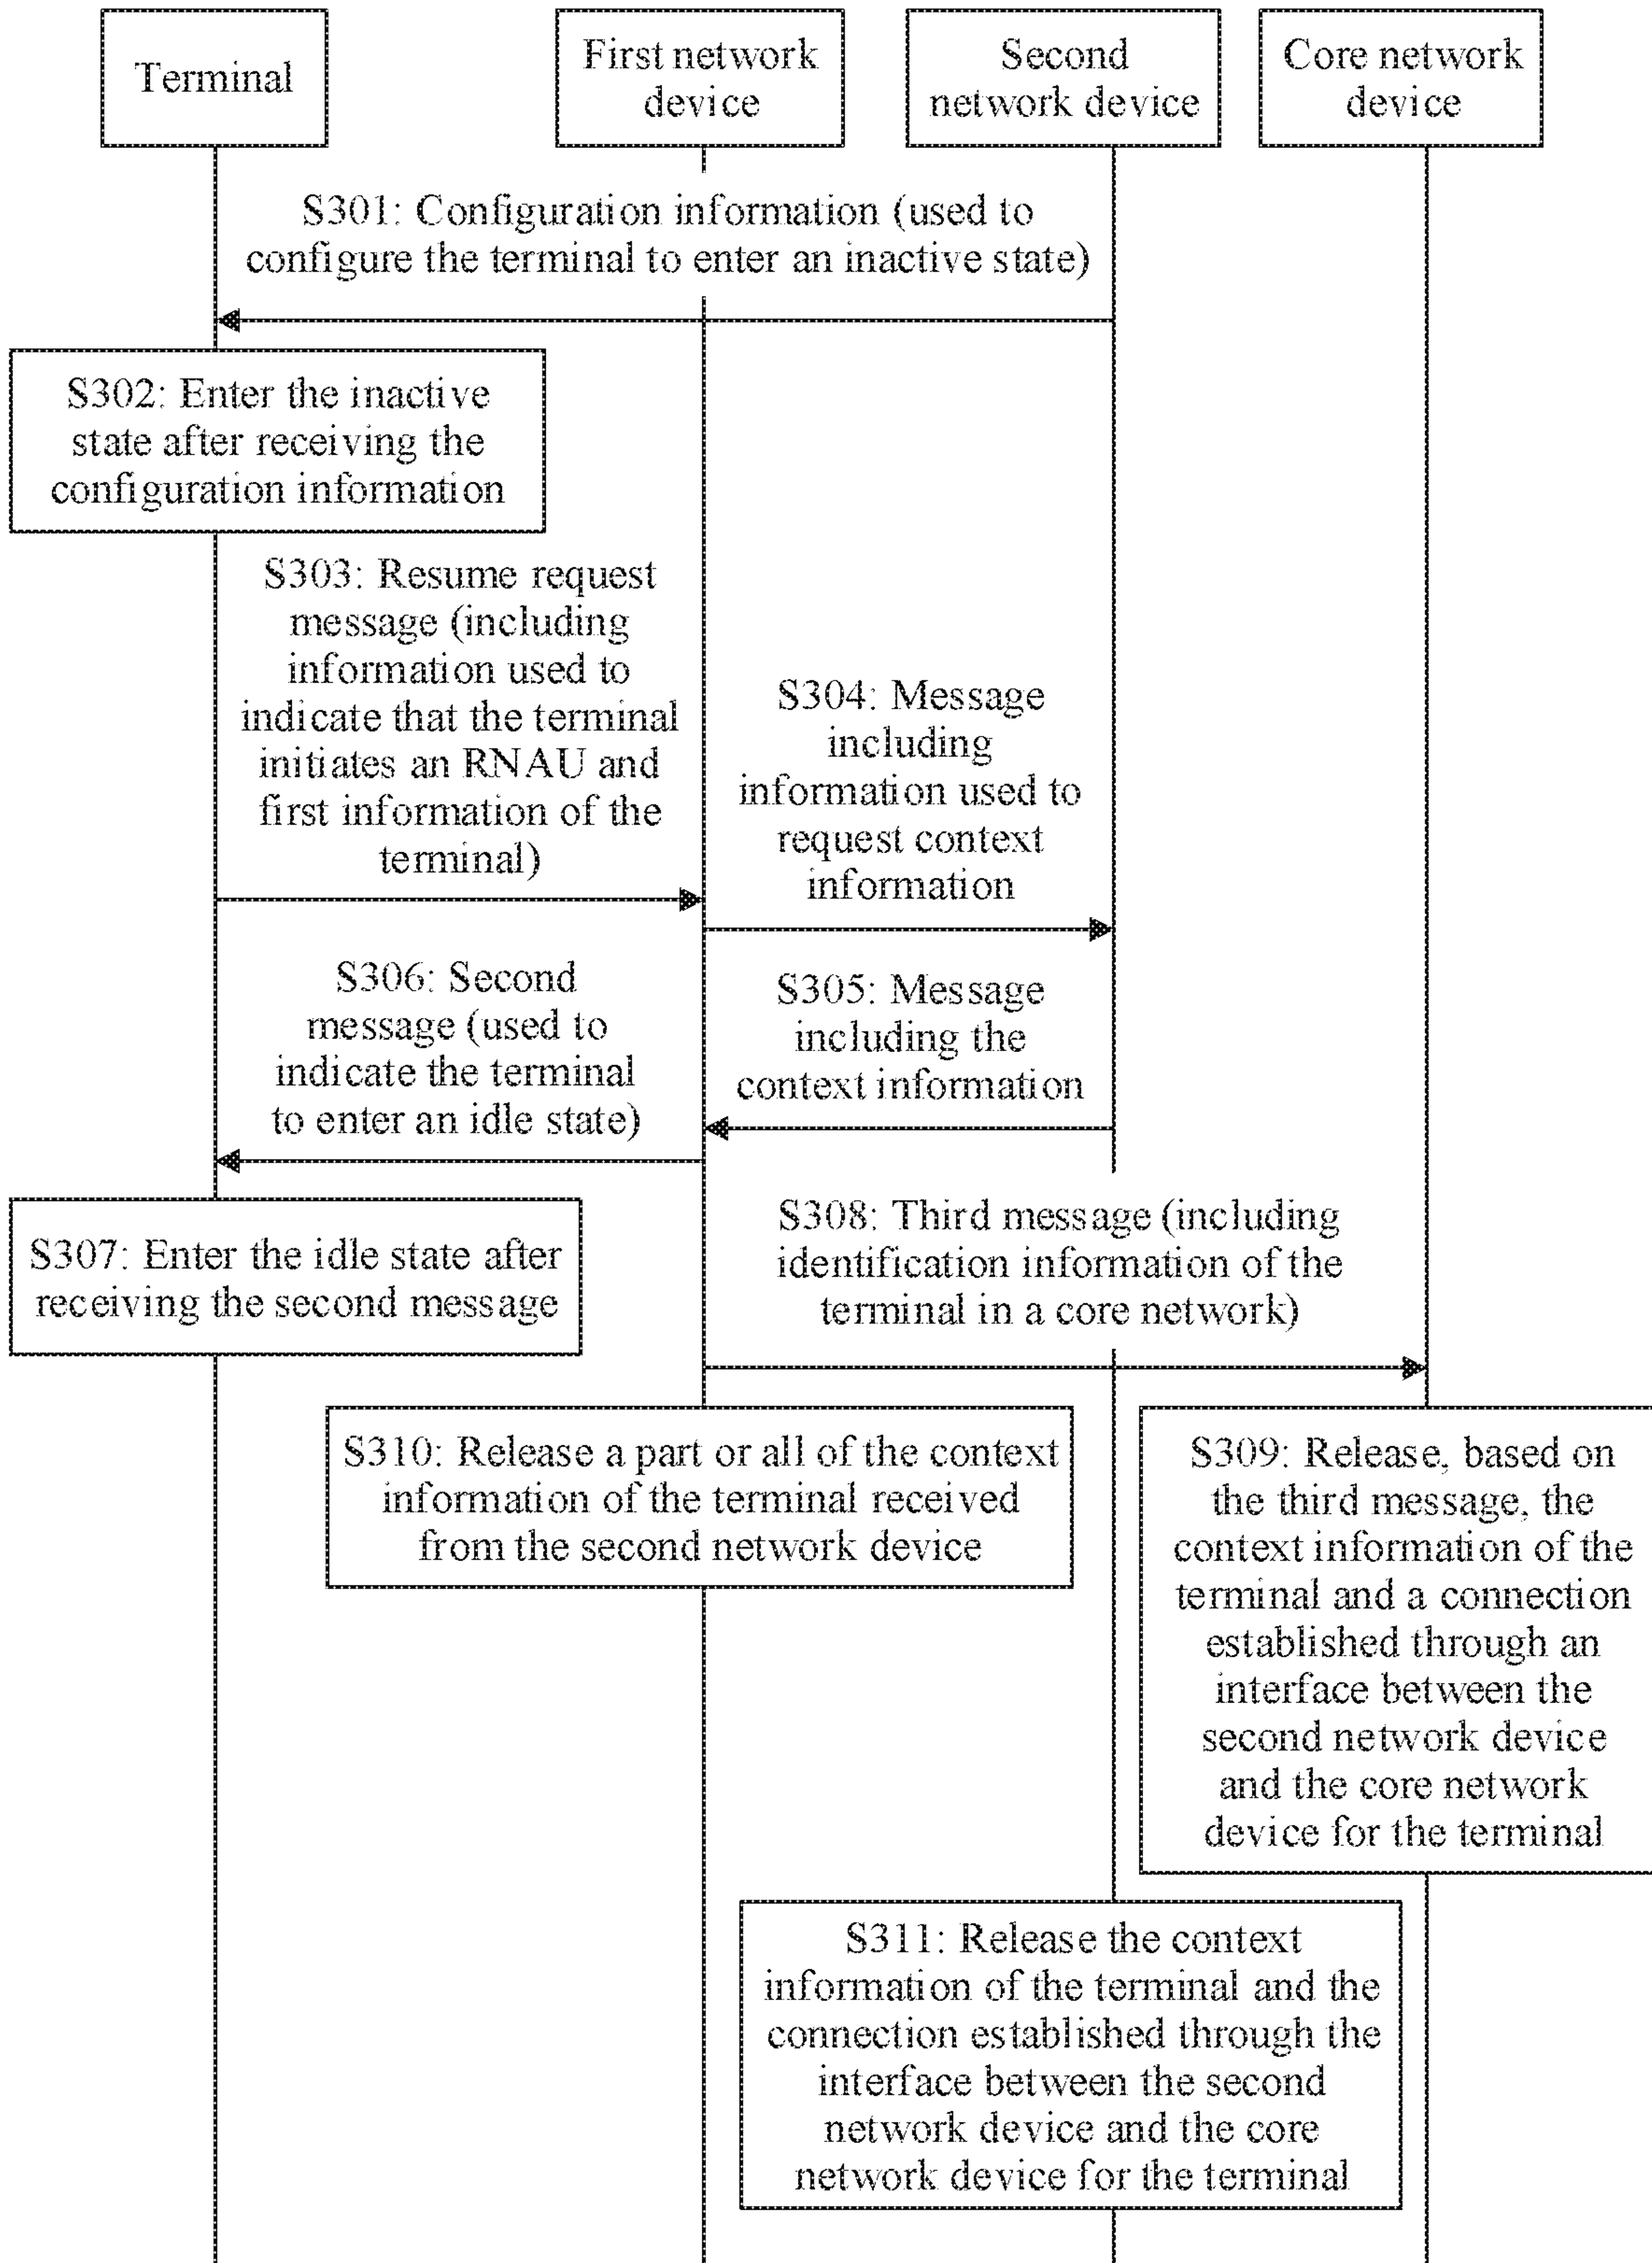 Terminal
First network
device
Second
network device
Core network
device
S301: Configuration information (used to
configure the terminal to enter an inactive state)
S302: Enter the inactive
state after receiving the
configuration information
S303: Resume request
message (including
information used to
indicate that the terminal
initiates an RNAU and
first information of the
terminal)
S304: Message
including
information used to
request context
information
S306: Second
message (used to
indicate the terminal
to enter an idle state)
S305: Message
including the
context information
S307: Enter the idle state after
receiving the second message
S308: Third message (including
identification information of the
terminal in a core network)
S310: Release a part or all of the context
information of the terminal received
from the second network device
S309: Release, based on
the third message, the
context information of the
terminal and a connection
established through an
interface between the
second network device
and the core network
device for the terminal
S311: Release the context
information of the terminal and the
connection established through the
interface between the second
network device and the core
network device for the terminal